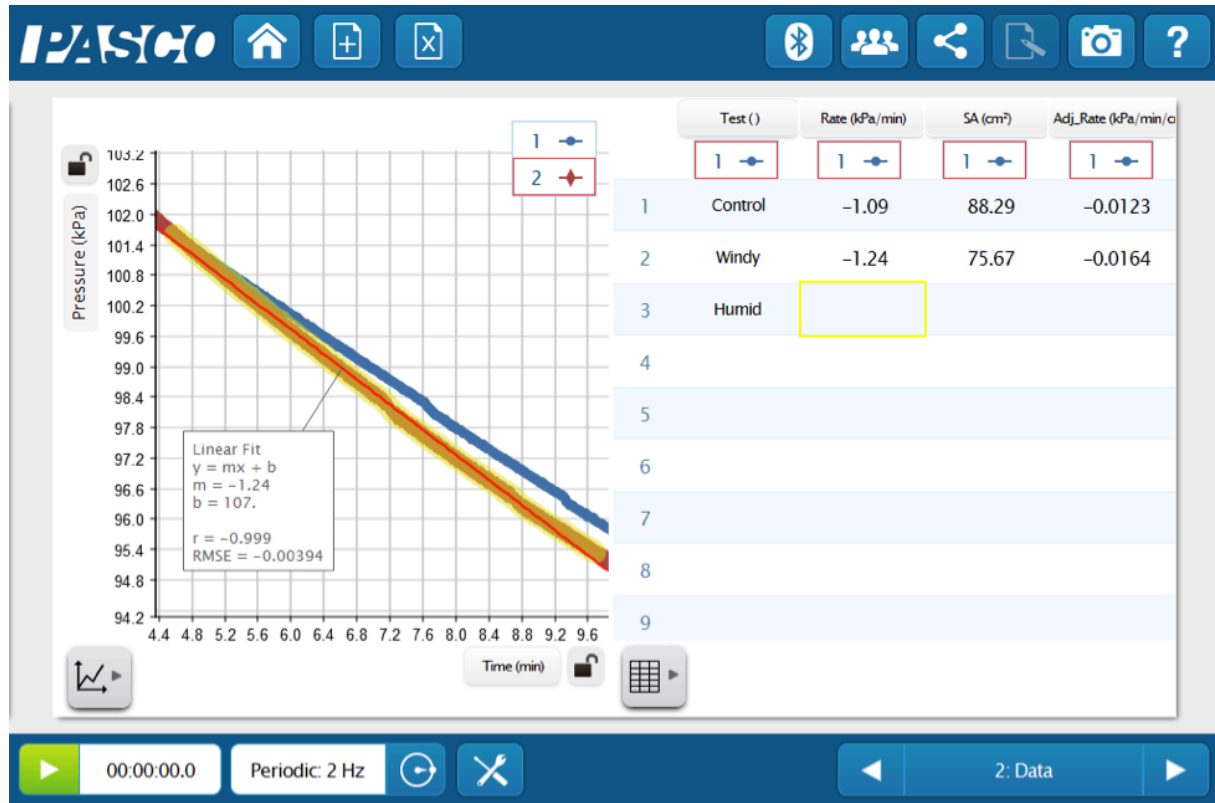 PASCO
?
1
2
103.2
102.6
102.0
101.4
100.8
100.2
99.6
99.0
98.4
97.8
97.2
96.6
96.0
95.4
94.8
94.2
Pressure (kPa)
Linear Fit
y = mx + b
m = −1.24
b = 107.
r = −0.999
RMSE = −0.00394
4.4 4.8 5.2 5.6 6.0 6.4 6.8 7.2 7.6 8.0 8.4 8.8 9.2 9.6
Time (min)
Test () Rate (kPa/min) SA (cm²) Adj_Rate (kPa/min/c
1 1 1 1
1 Control −1.09 88.29 −0.0123
2 Windy −1.24 75.67 −0.0164
3 Humid
4
5
6
7
8
9
00:00:00.0 Periodic: 2 Hz 2: Data